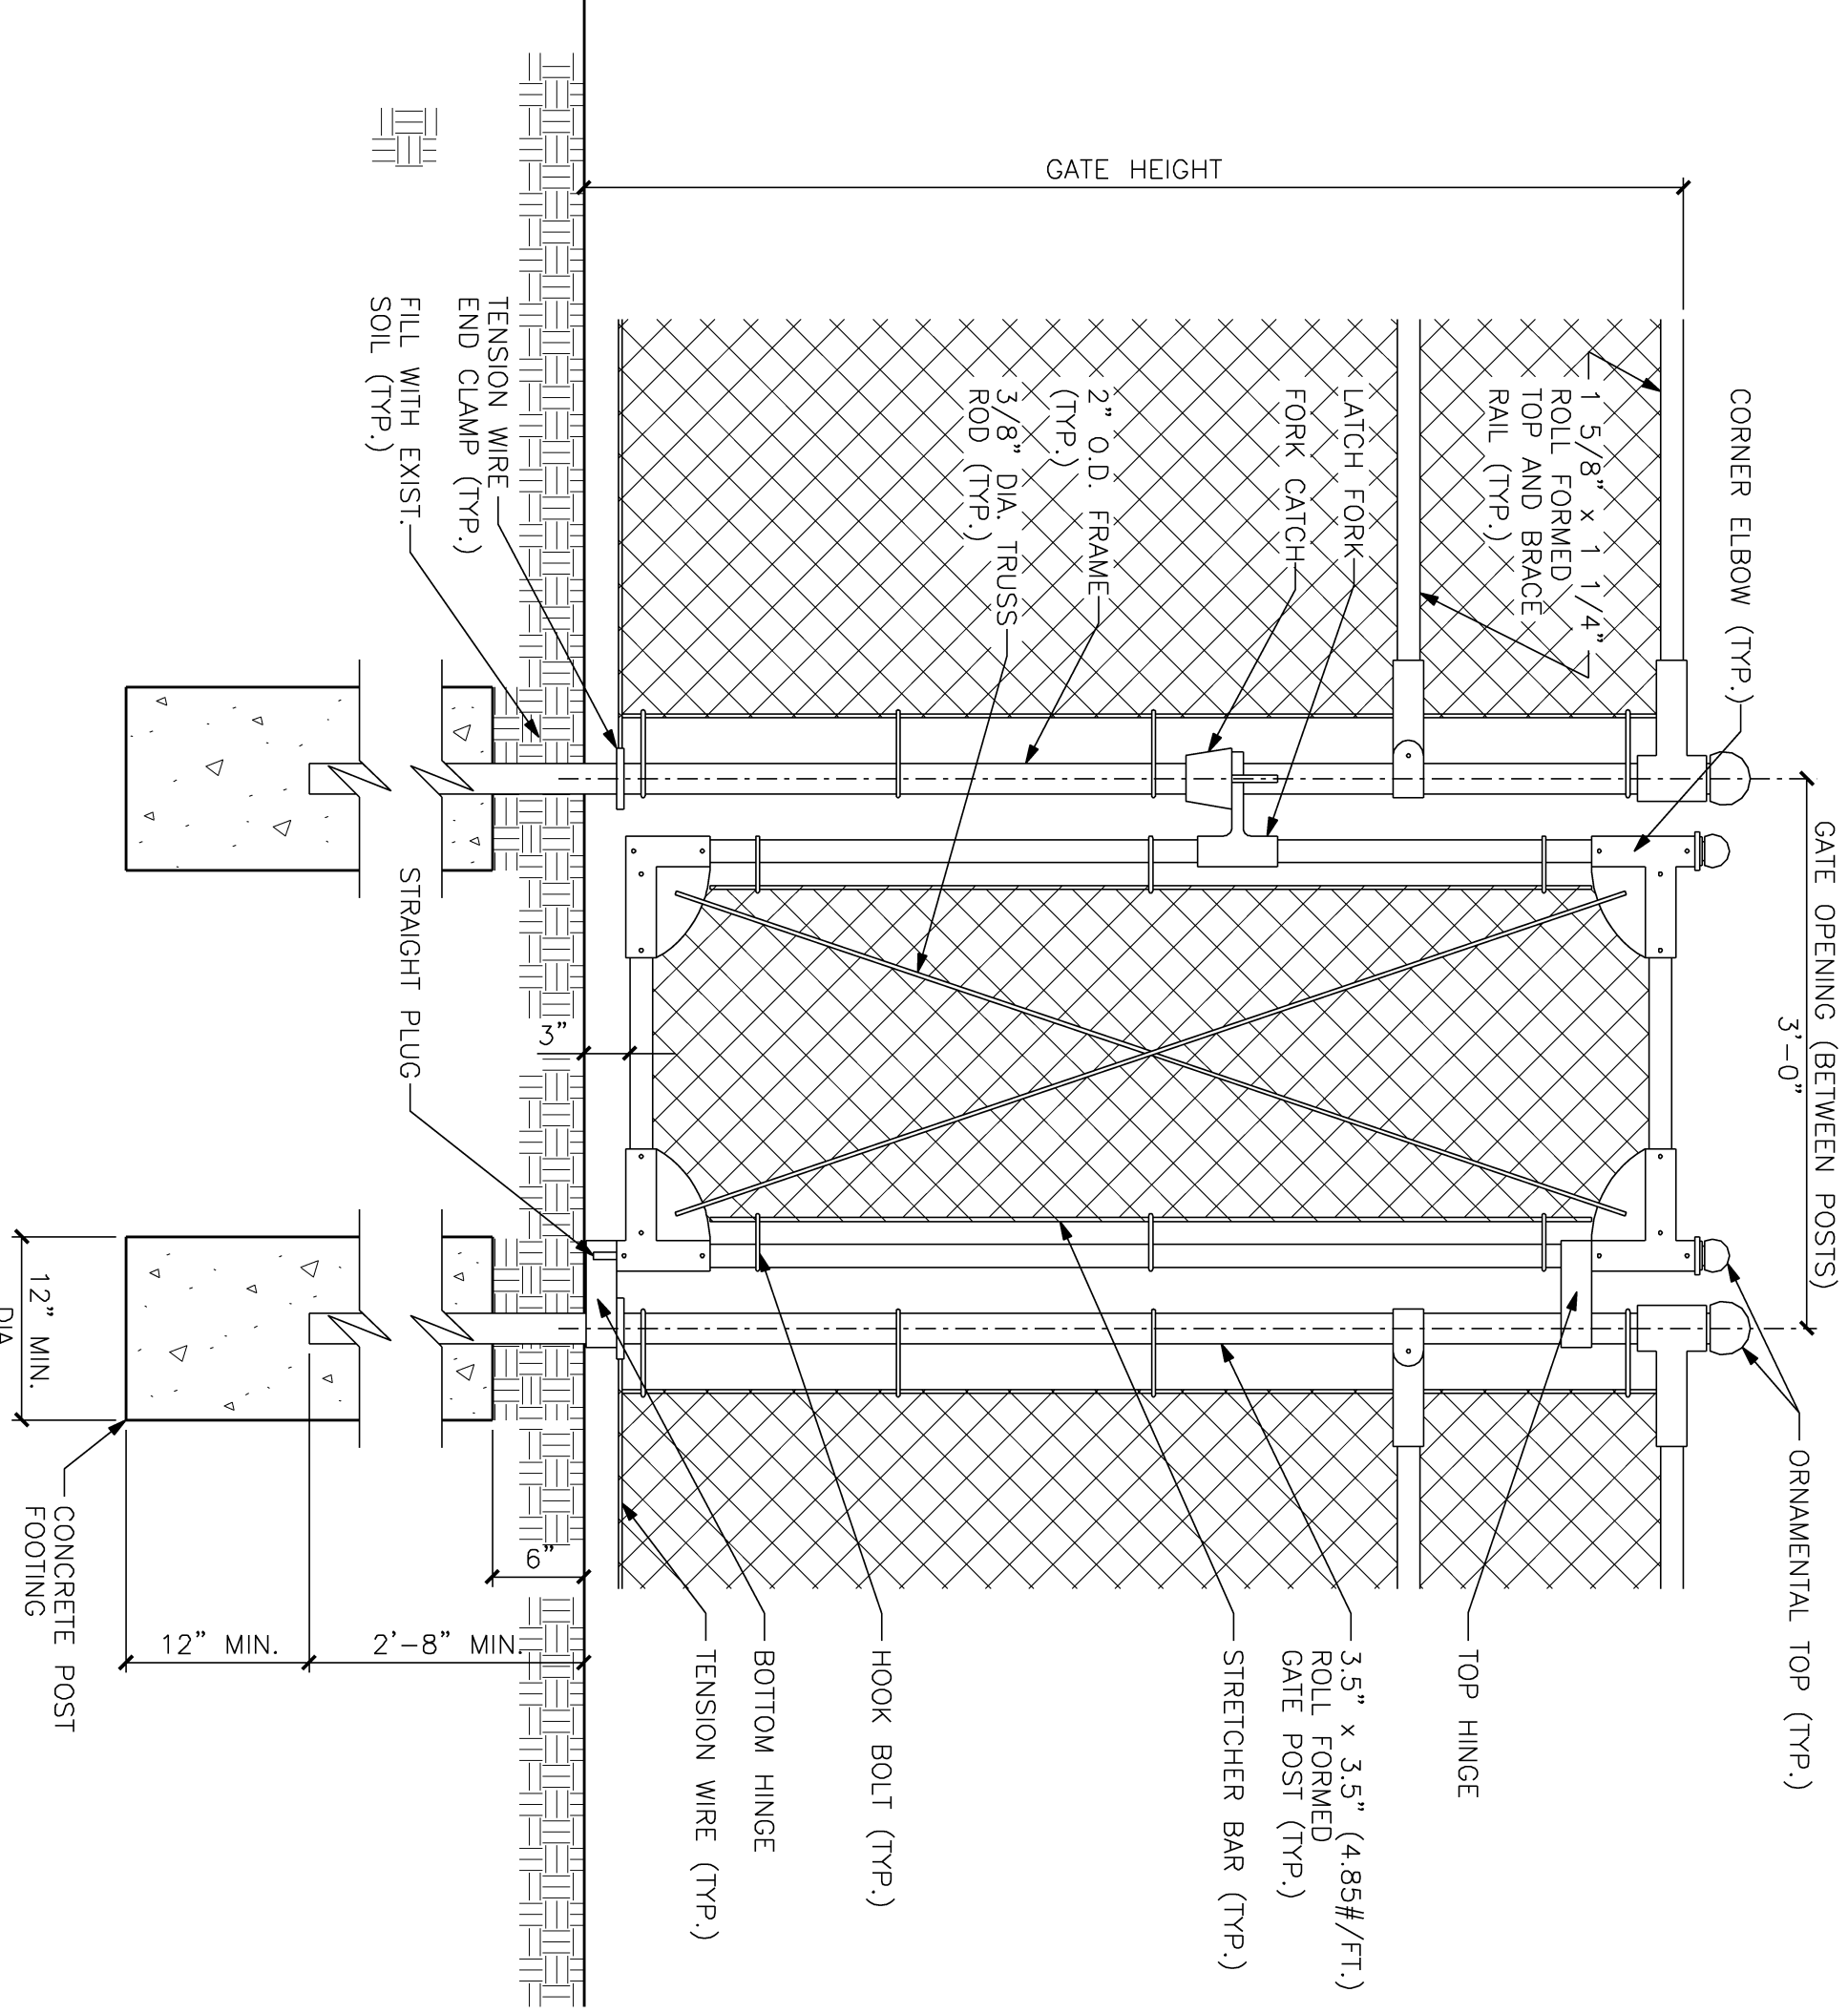 GATE OPENING (BETWEEN POSTS)
3'-0"
ORNAMENTAL TOP (TYP.)
CORNER ELBOW (TYP.)
1 5/8" x 1 1/4"
ROLL FORMED
TOP AND BRACE
RAIL (TYP.)
LATCH FORK
FORK CATCH
2" O.D. FRAME
(TYP.)
3/8" DIA. TRUSS
ROD (TYP.)
TENSION WIRE
END CLAMP (TYP.)
FILL WITH EXIST.
SOIL (TYP.)
GATE HEIGHT
TOP HINGE
3.5" x 3.5" (4.85#/FT.)
ROLL FORMED
GATE POST (TYP.)
STRETCHER BAR (TYP.)
HOOK BOLT (TYP.)
BOTTOM HINGE
TENSION WIRE (TYP.)
3"
6"
STRAIGHT PLUG
2'-8" MIN.
12" MIN.
12" MIN.
DIA
CONCRETE POST
FOOTING